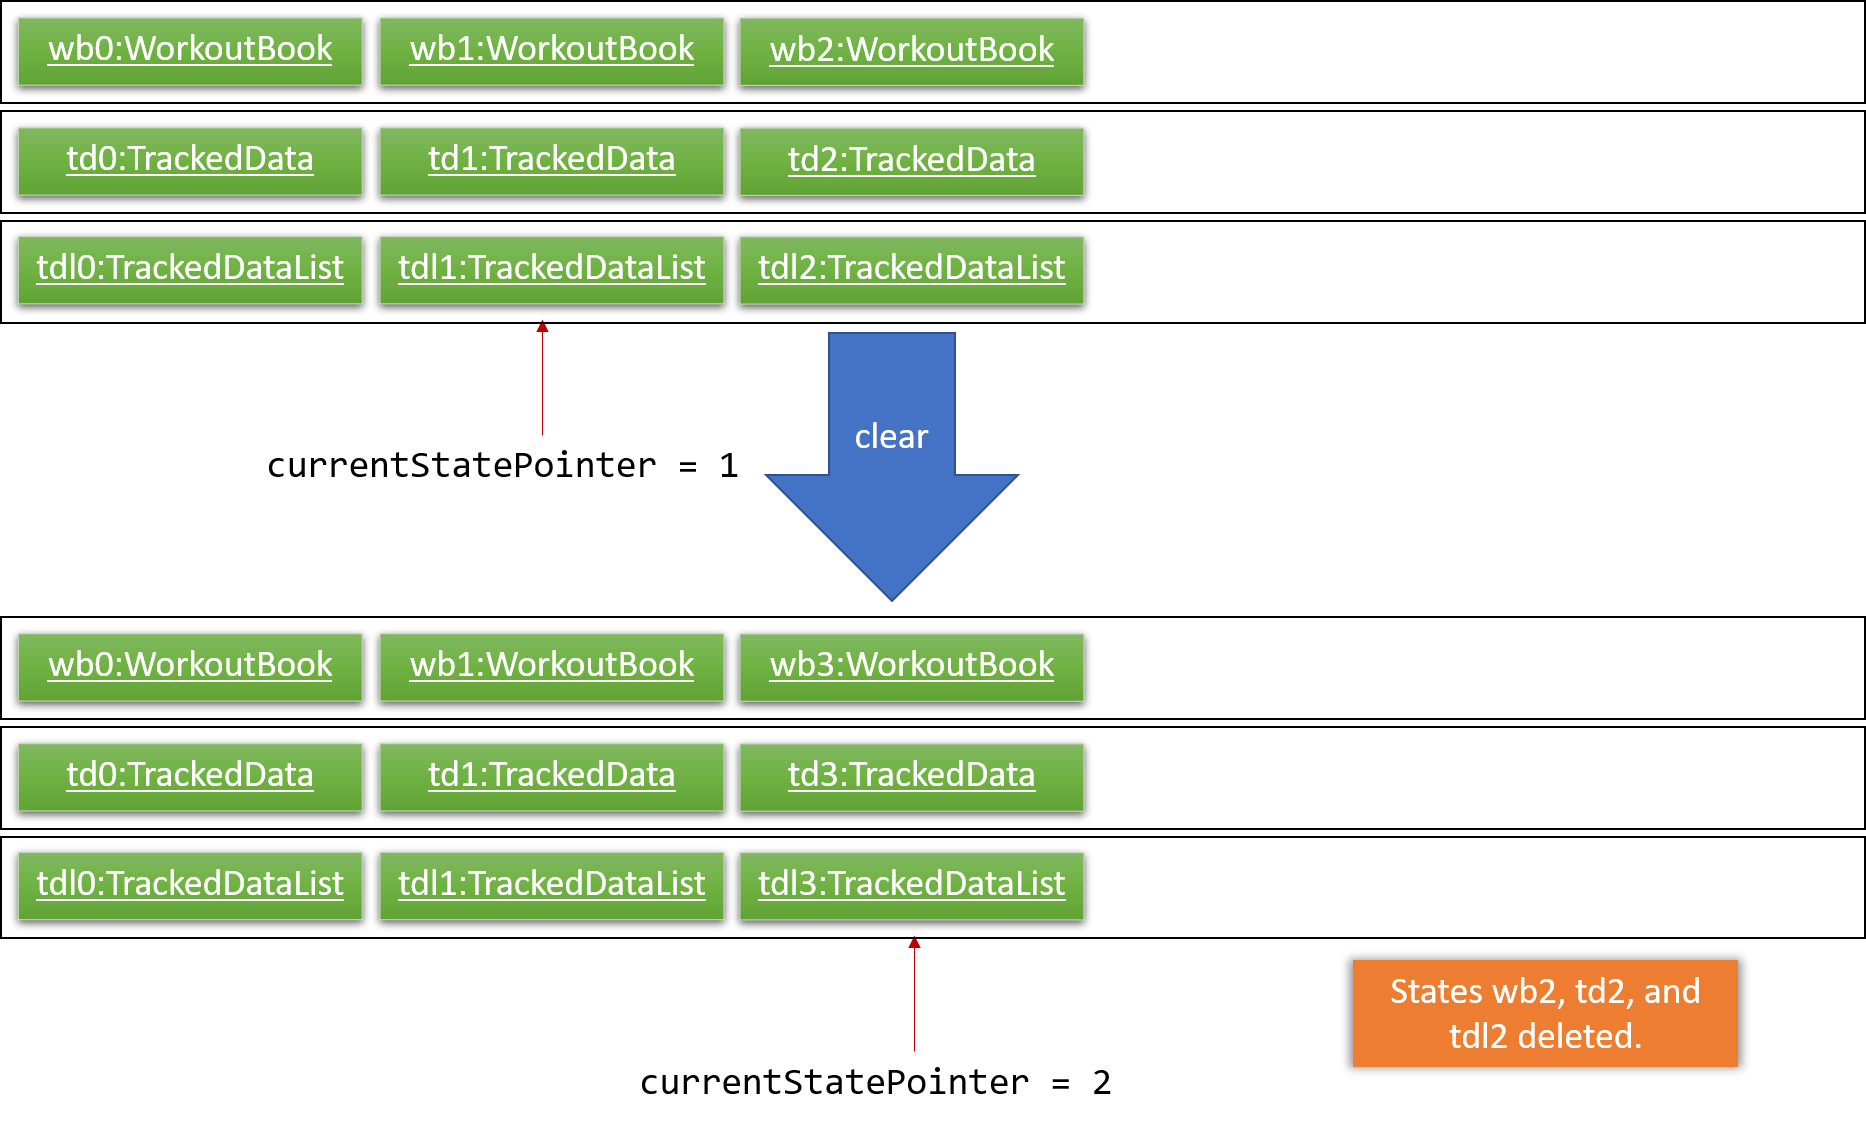 wb0:WorkoutBook wb1:WorkoutBook wb2:WorkoutBook
td0:TrackedData td1:TrackedData td2:TrackedData
tdl0:TrackedDataList tdl1:TrackedDataList tdl2:TrackedDataList
clear
currentStatePointer = 1
wb0:WorkoutBook wb1:WorkoutBook wb3:WorkoutBook
td0:TrackedData td1:TrackedData td3:TrackedData
tdl0:TrackedDataList tdl1:TrackedDataList tdl3:TrackedDataList
States wb2, td2, and
tdl2 deleted.
currentStatePointer = 2